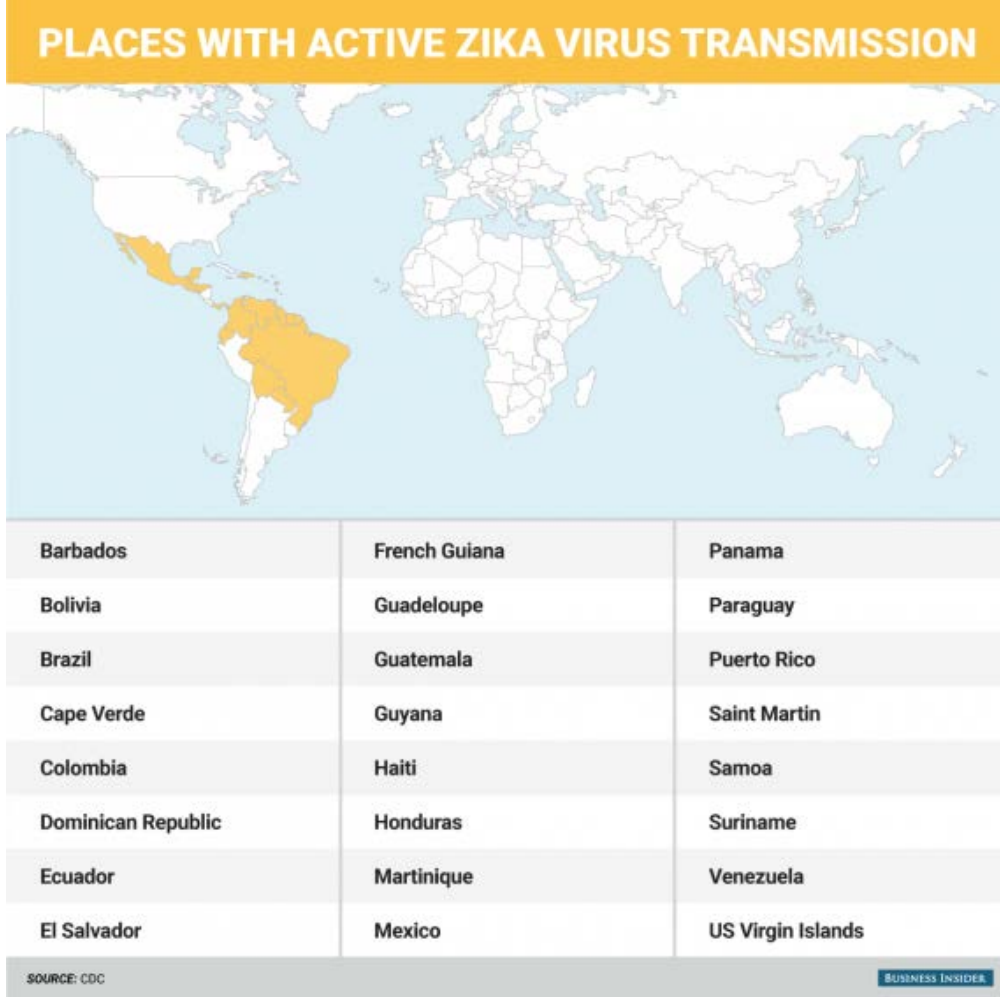 PLACES WITH ACTIVE ZIKA VIRUS TRANSMISSION
Barbados
French Guiana
Panama
Bolivia
Guadeloupe
Paraguay
Brazil
Guatemala
Puerto Rico
Cape Verde
Guyana
Saint Martin
Colombia
Haiti
Samoa
Dominican Republic
Honduras
Suriname
Ecuador
Martinique
Venezuela
El Salvador
Mexico
US Virgin Islands
SOURCE: CDC
BUSINESS INSIDER